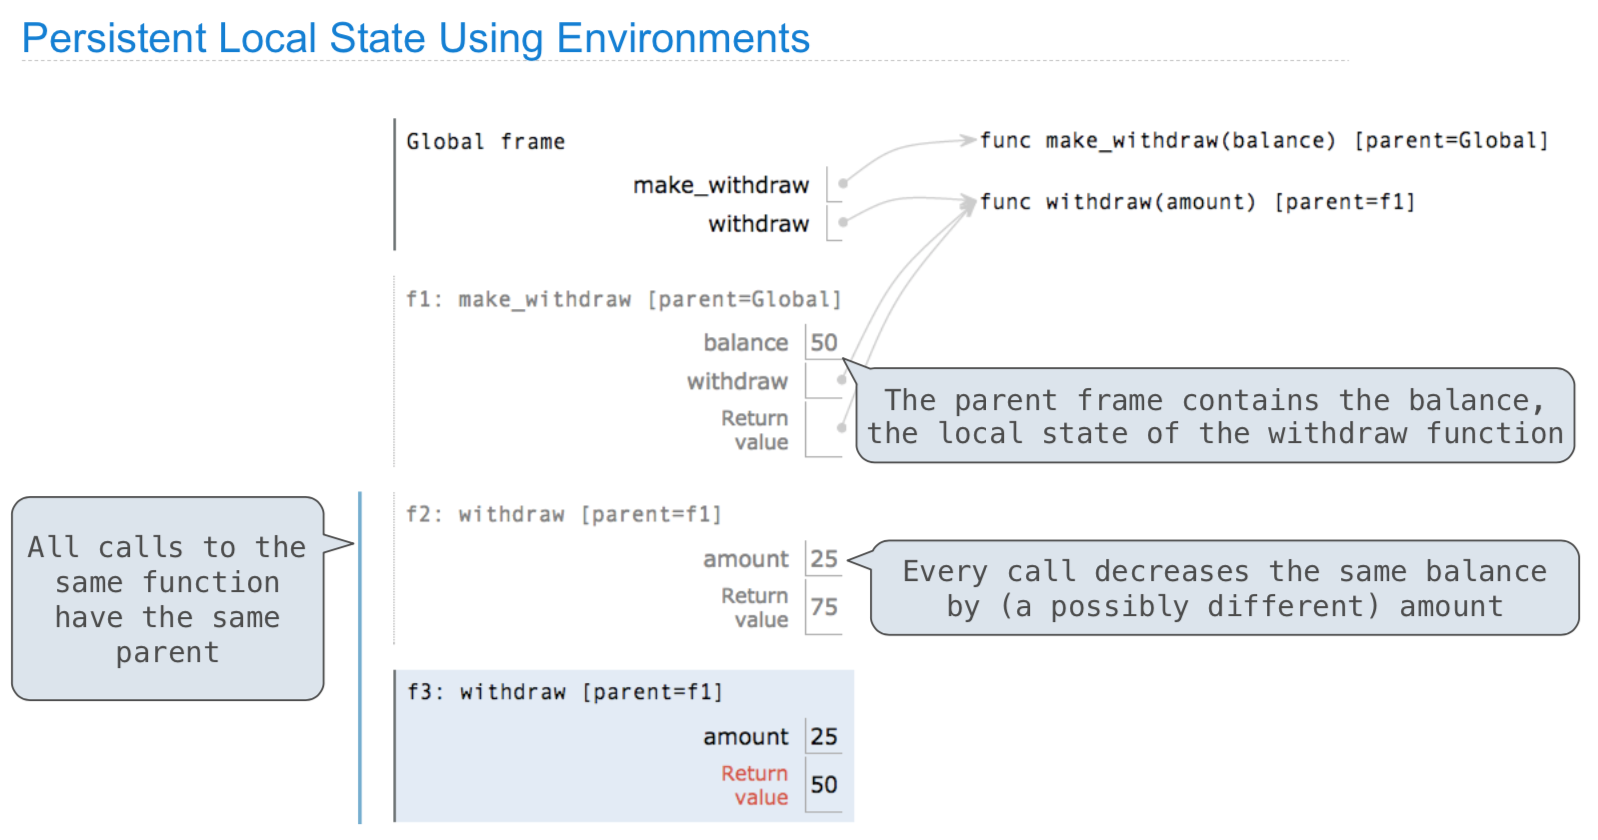 Persistent Local State Using Environments
Global frame
make_withdraw
withdraw
func make_withdraw(balance) [parent=Global]
func withdraw(amount) [parent=f1]
f1: make_withdraw [parent=Global]
balance 50
withdraw
Return
value
The parent frame contains the balance,
the local state of the withdraw function
All calls to the
same function
have the same
parent
f2: withdraw [parent=f1]
amount 25
Return
value 75
Every call decreases the same balance
by (a possibly different) amount
f3: withdraw [parent=f1]
amount 25
Return
value 50